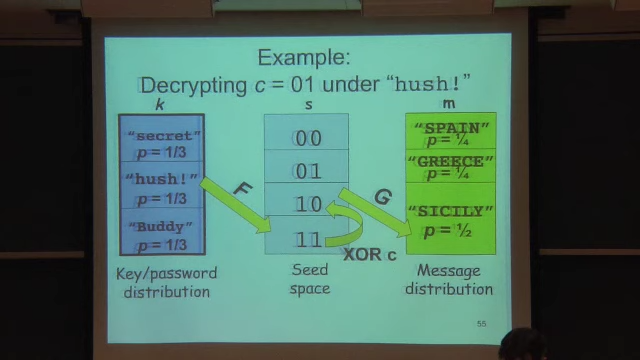 Example:
Decrypting c = 01 under "hush!"
k
s
m
"secret"
p = 1/3
"hush!"
p = 1/3
"Buddy"
p = 1/3
F
00
01
10
11
XOR c
G
"SPAIN"
p = ¼
"GREECE"
p = ¼
"SICILY"
p = ½
Key/password
distribution
Seed
space
Message
distribution
55